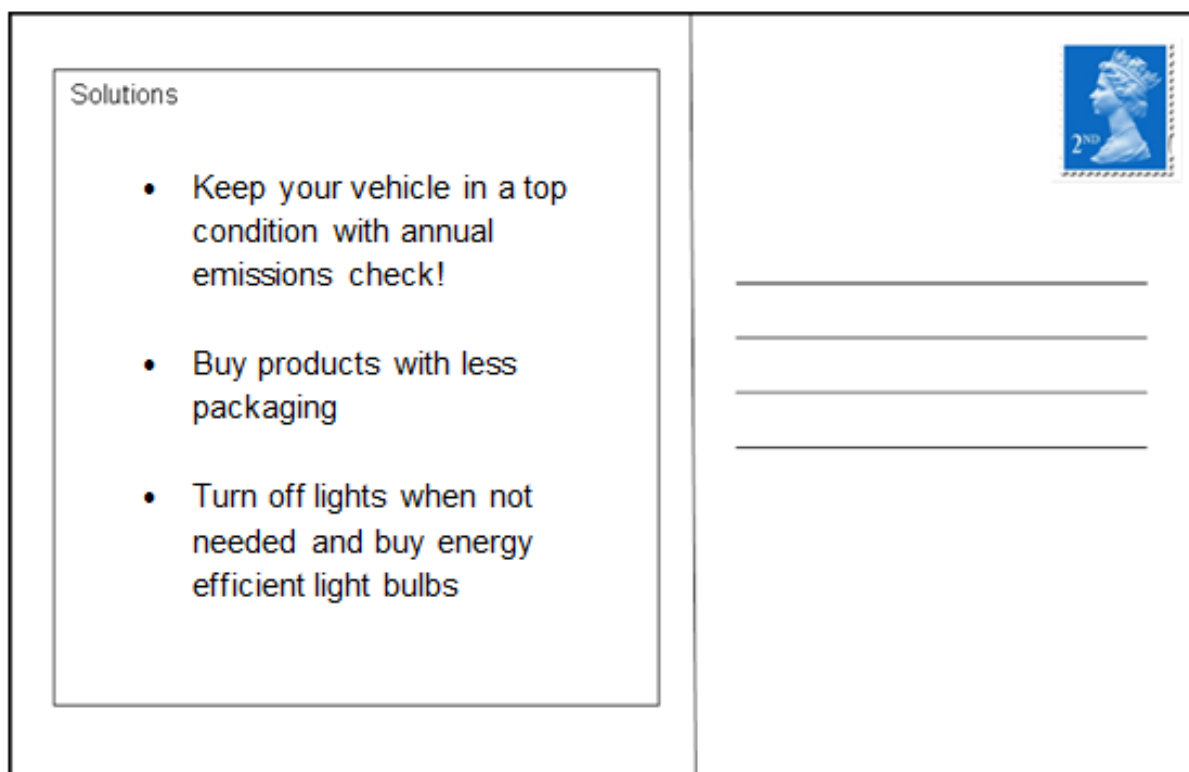 Solutions
• Keep your vehicle in a top
condition with annual
emissions check!
• Buy products with less
packaging
• Turn off lights when not
needed and buy energy
efficient light bulbs
2ND